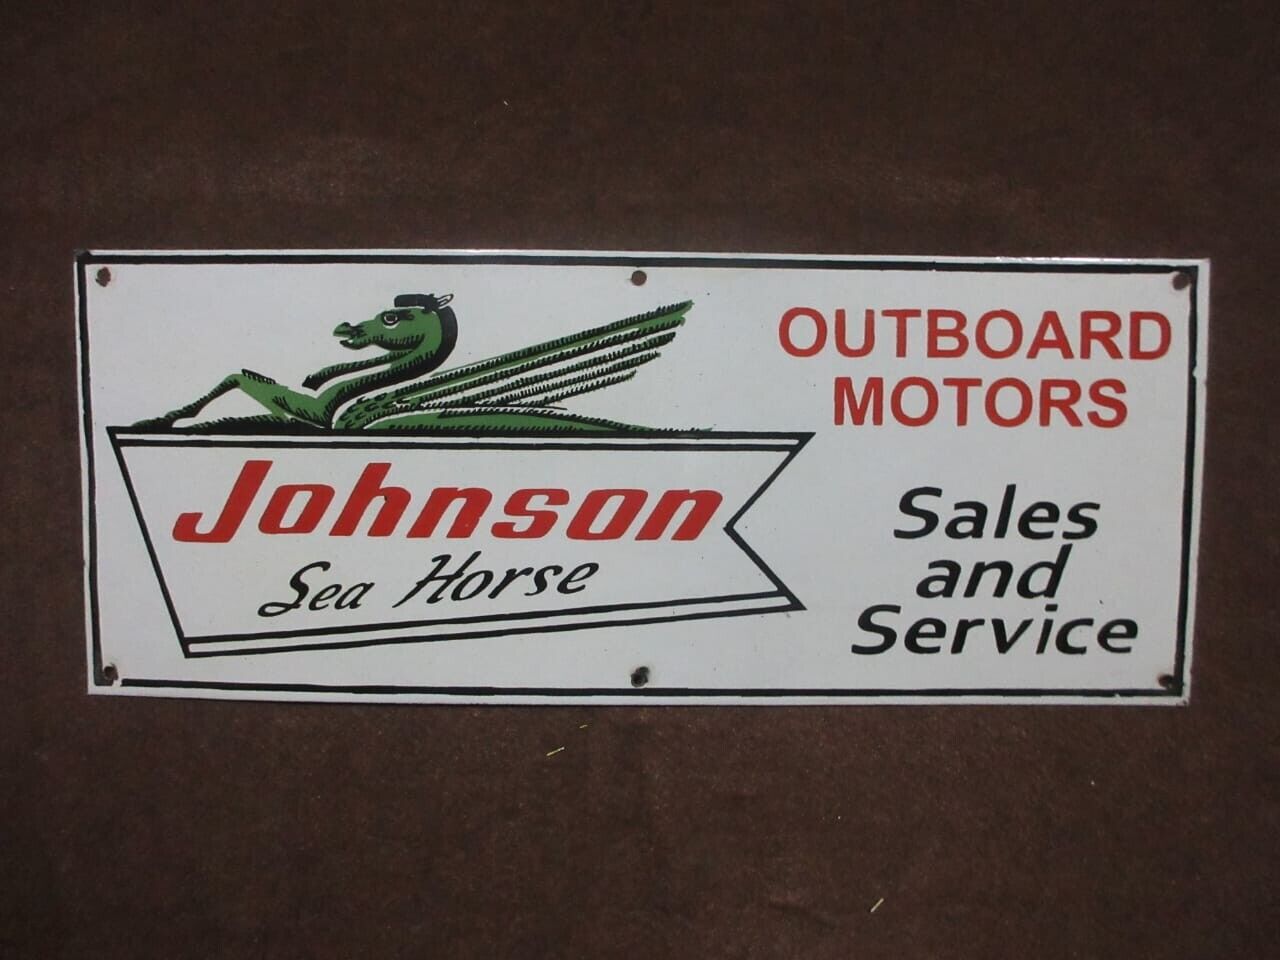 Johnson
Sea Horse
OUTBOARD
MOTORS
Sales
and
Service